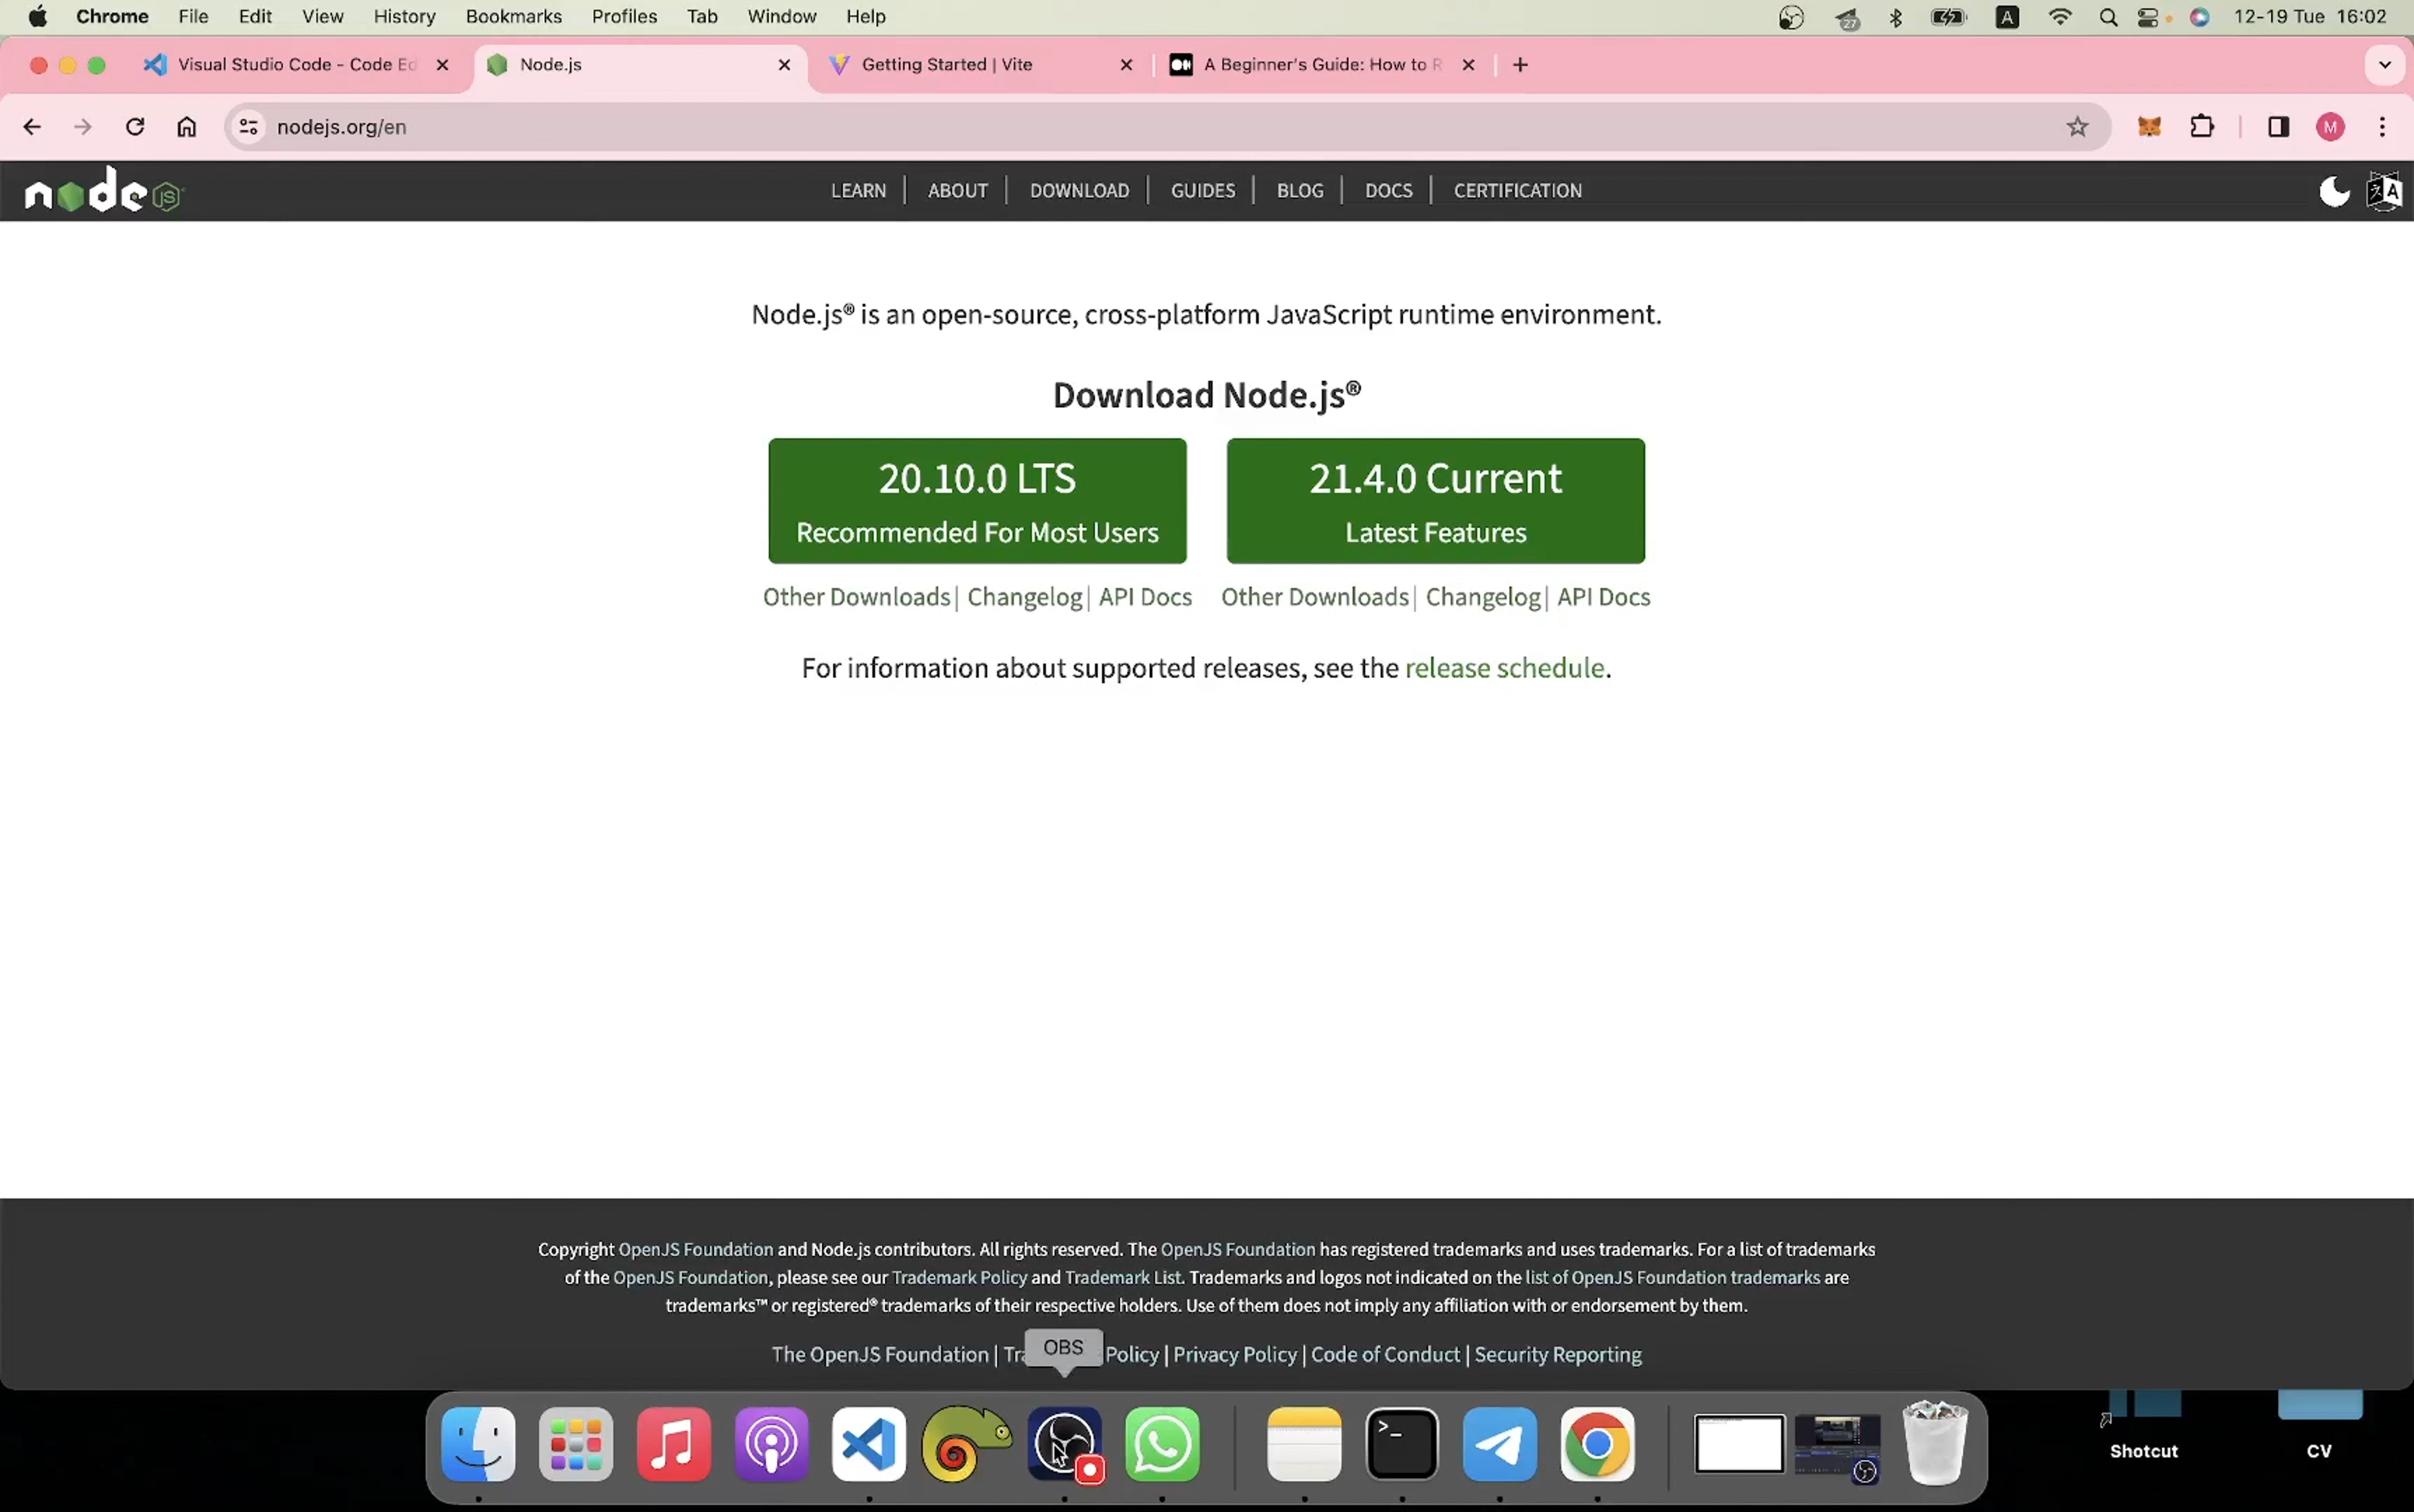 Chrome File Edit View History Bookmarks Profiles Tab Window Help
27
A
12-19 Tue 16:02
Visual Studio Code - Code Ed
Node.js
Getting Started | Vite
A Beginner's Guide: How to R
nodejs.org/en
M
node JS
LEARN | ABOUT | DOWNLOAD | GUIDES | BLOG | DOCS | CERTIFICATION
Node.js® is an open-source, cross-platform JavaScript runtime environment.
Download Node.js®
20.10.0 LTS
Recommended For Most Users
21.4.0 Current
Latest Features
Other Downloads | Changelog | API Docs
Other Downloads | Changelog | API Docs
For information about supported releases, see the release schedule.
Copyright OpenJS Foundation and Node.js contributors. All rights reserved. The OpenJS Foundation has registered trademarks and uses trademarks. For a list of trademarks
of the OpenJS Foundation, please see our Trademark Policy and Trademark List. Trademarks and logos not indicated on the list of OpenJS Foundation trademarks are
trademarks™ or registered® trademarks of their respective holders. Use of them does not imply any affiliation with or endorsement by them.
OBS
The OpenJS Foundation | Tra Policy | Privacy Policy | Code of Conduct | Security Reporting
Shotcut
CV